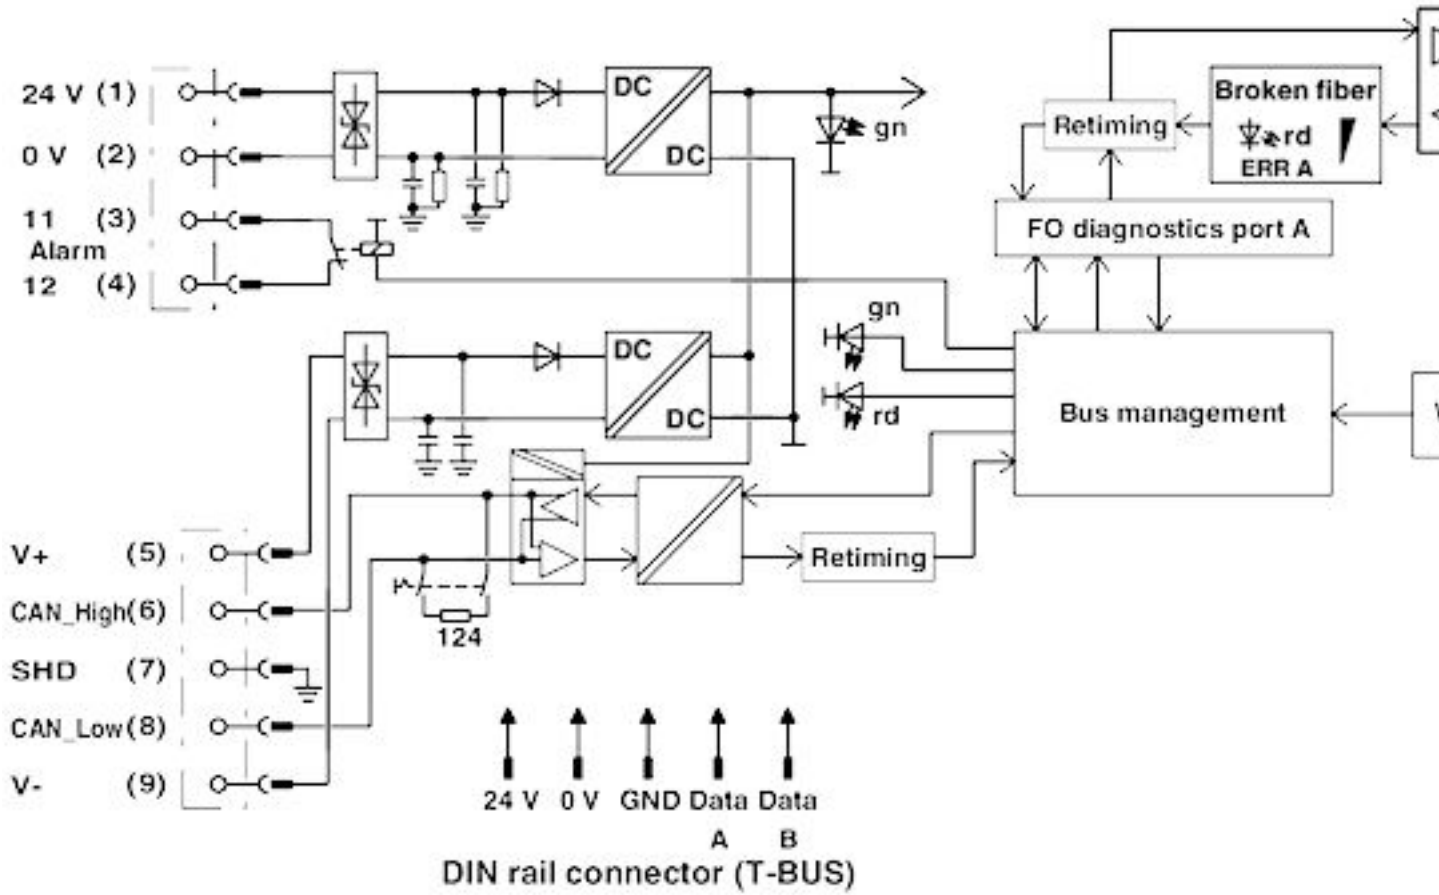 24 V (1)
0 V (2)
11 (3)
Alarm
12 (4)
DC
DC
gn
Retiming
Broken fiber
rd
ERR A
FO diagnostics port A
DC
DC
gn
rd
Bus management
Retiming
124
V+ (5)
CAN_High(6)
SHD (7)
CAN_Low(8)
V- (9)
24 V 0 V GND Data Data
A B
DIN rail connector (T-BUS)